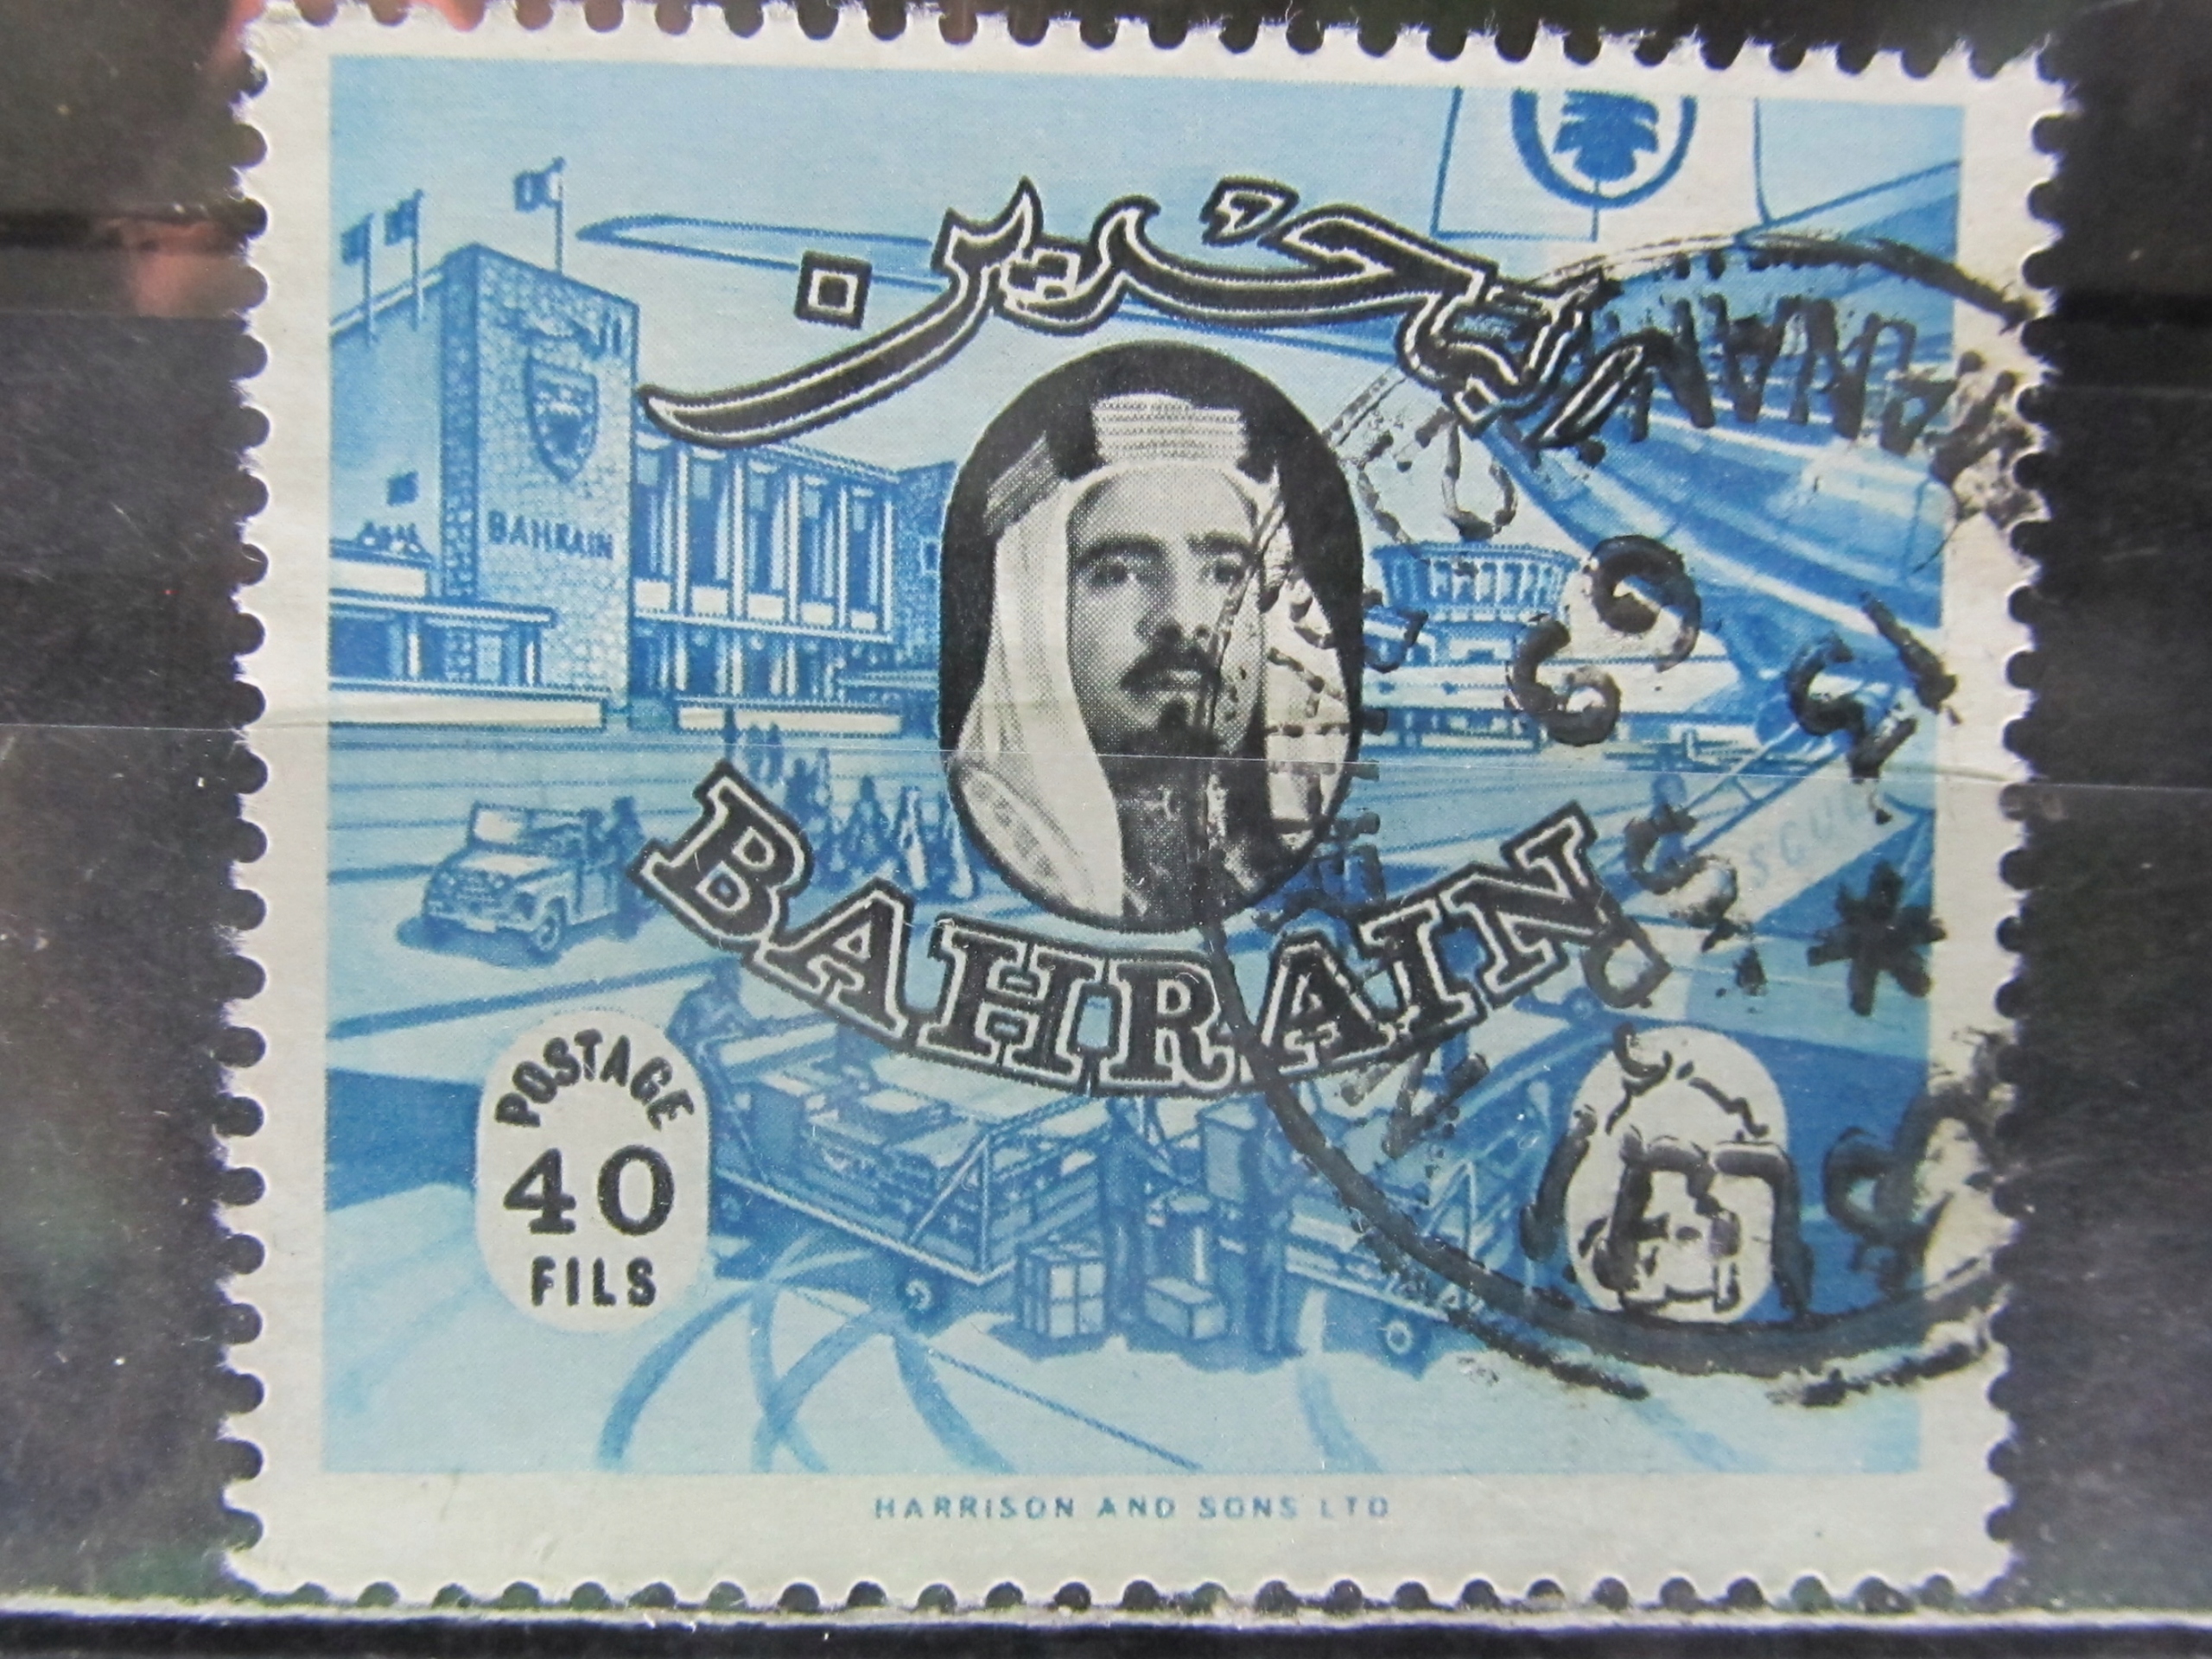 البحرين
BAHRAIN
BAHRAIN
POSTAGE
40
FILS
HARRISON AND SONS LTD